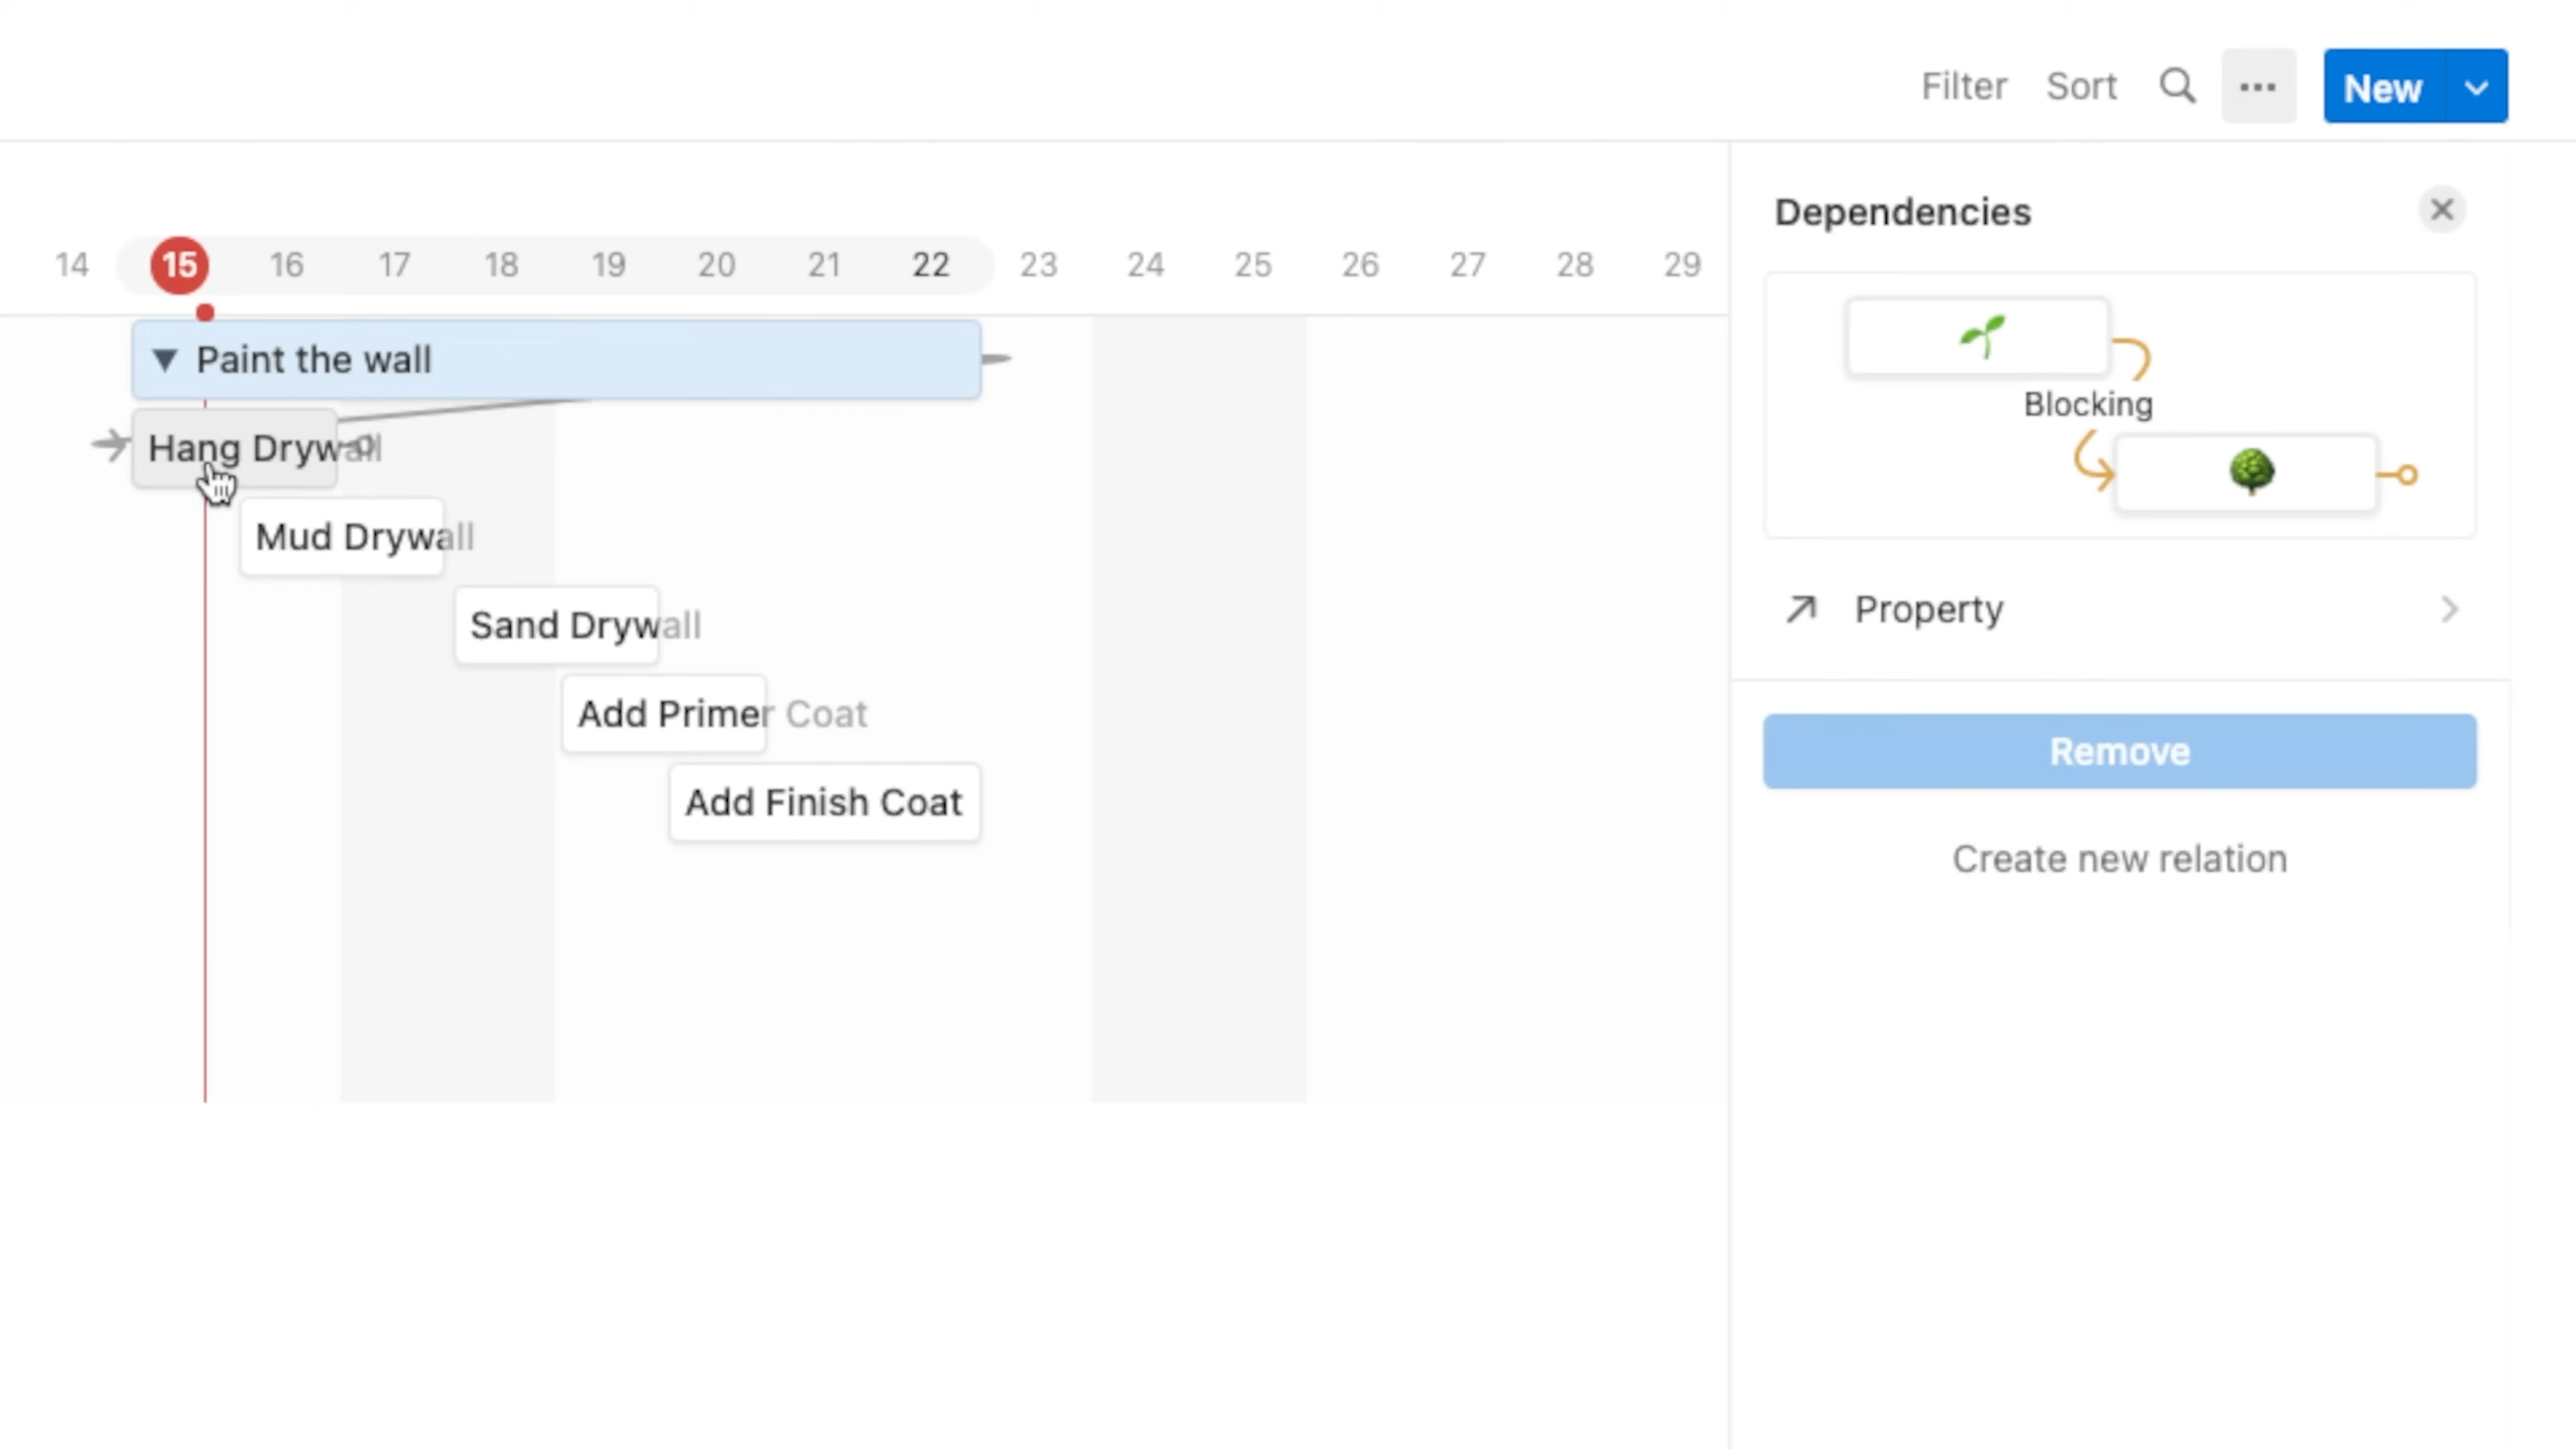 Filter Sort New
Dependencies
14 15 16 17 18 19 20 21 22 23 24 25 26 27 28 29
Paint the wall
Blocking
Hang Drywall
Mud Drywall
Sand Drywall
Property
Add Primer Coat
Remove
Add Finish Coat
Create new relation